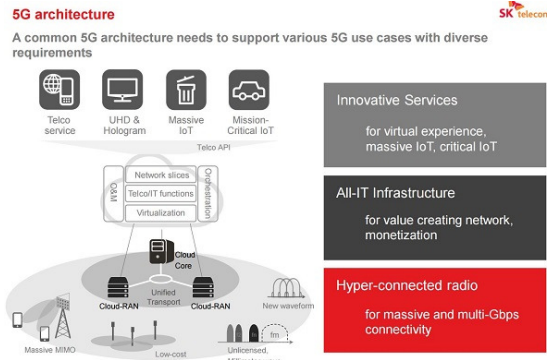 5G architecture
SK telecom
A common 5G architecture needs to support various 5G use cases with diverse
requirements
Telco
service
UHD &
Hologram
Massive
IoT
Mission-
Critical IoT
Telco API
O&M
Network slices
Telco/IT functions
Virtualization
Orchestration
Cloud
Core
Unified
Transport
Cloud-RAN
Cloud-RAN
New waveform
Massive MIMO
Low-cost
fm
Unlicensed,
Innovative Services
for virtual experience,
massive IoT, critical IoT
All-IT Infrastructure
for value creating network,
monetization
Hyper-connected radio
for massive and multi-Gbps
connectivity